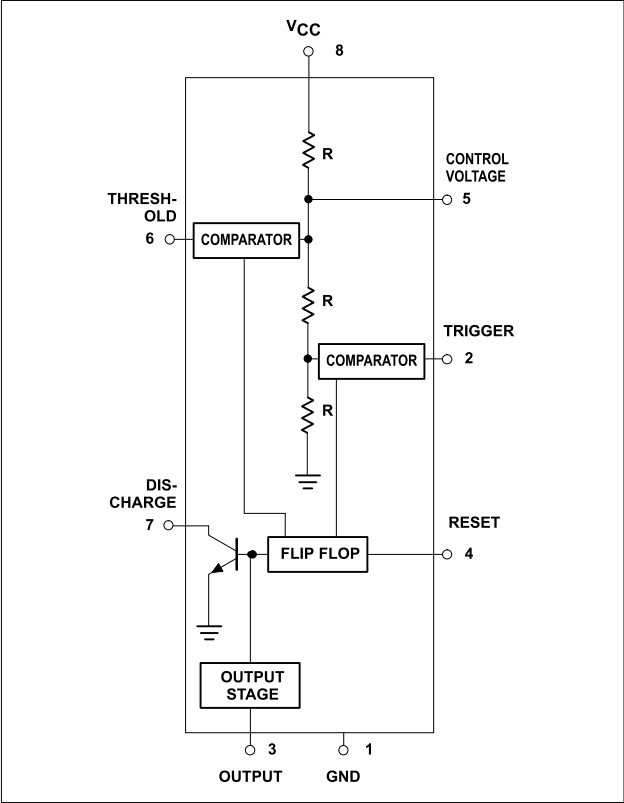 VCC
8
R
CONTROL
VOLTAGE
5
THRESH-
OLD
6
COMPARATOR
R
TRIGGER
COMPARATOR
2
R
DIS-
CHARGE
7
RESET
FLIP FLOP
4
OUTPUT
STAGE
3
1
OUTPUT
GND